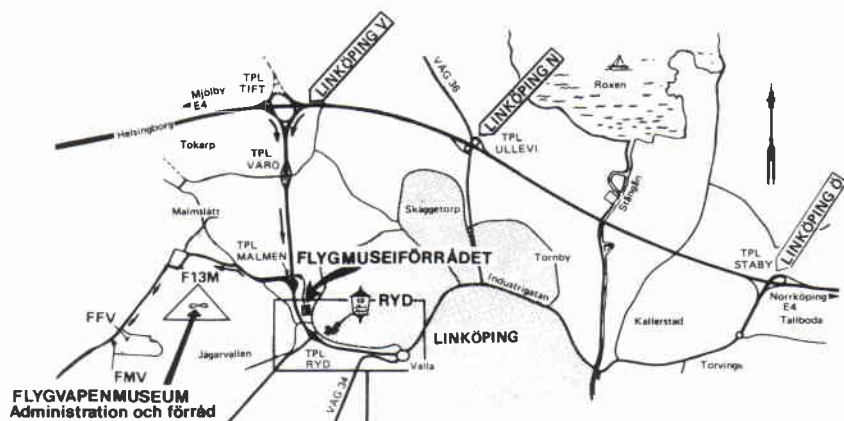 Mjölby
E4
TPL
TIFT
LINKÖPING V
VÄG 36
LINKÖPING N
Roxen
Helsingborg
Tokarp
TPL
VARÖ
TPL
ULLEVI
Stångån
LINKÖPING Ö
Malmslätt
Skäggetorp
TPL
MALMEN
FLYGMUSEIFÖRRÅDET
Tornby
TPL
STABY
F13M
RYD
Industrigatan
Norrköping
E4
Tallboda
FFV
LINKÖPING
Kallerstad
Jägarvallen
TPL
RYD
Valla
FMV
Torvinge
VÄG 34
FLYGVAPENMUSEUM
Administration och förråd